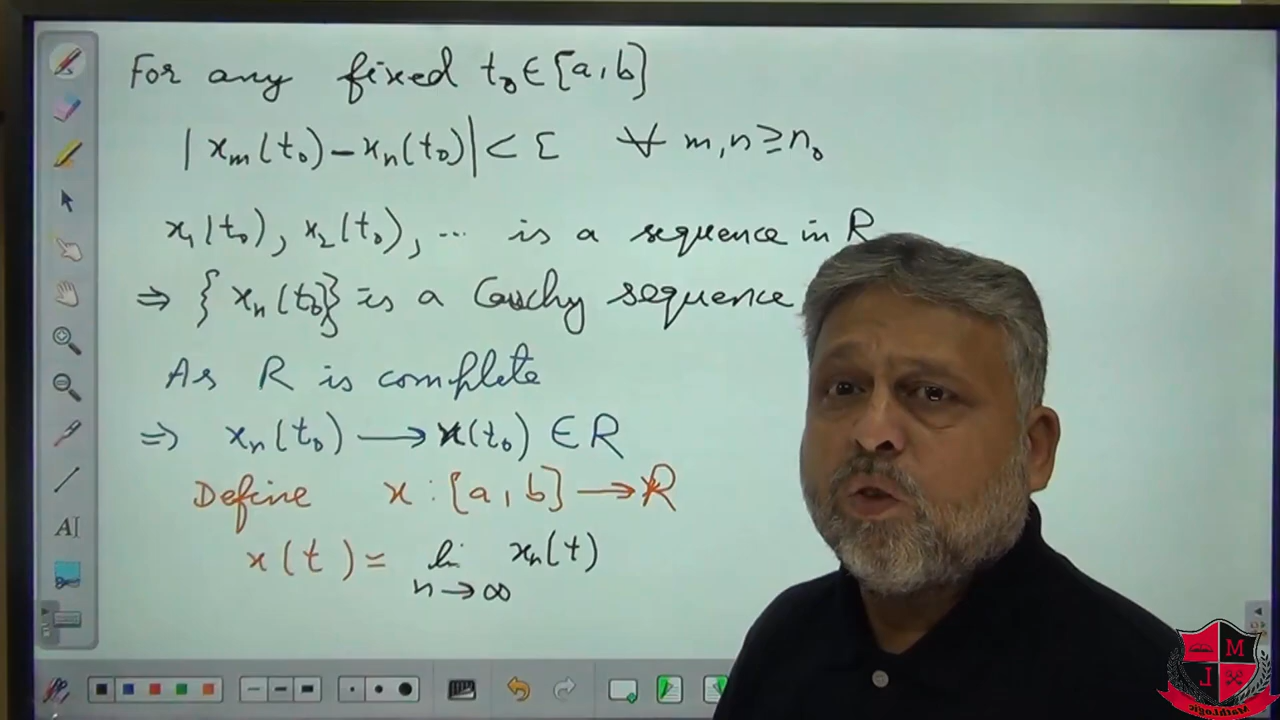 For any fixed t₀∈[a,b]
|xₘ(t₀)-xₙ(t₀)|<Ɛ ∀ m,n≥n₀
x₁(t₀), x₂(t₀), ... is a sequence in R
⇒ {xₙ(t₀)} is a Cauchy sequence
As R is complete
⇒ xₙ(t₀) ⟶ x(t₀) ∈ R
Define x : [a, b] ⟶ R
x(t) = lim xₙ(t)
n→∞
AI
M